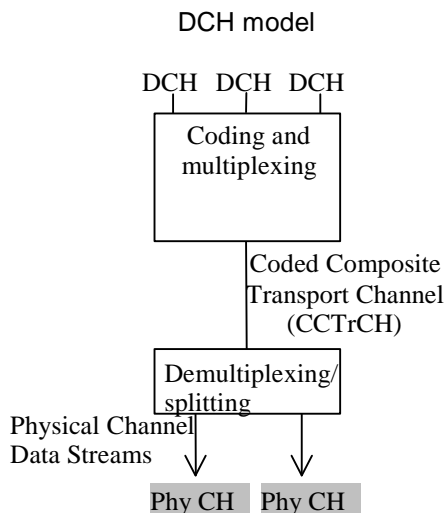 DCH model
DCH DCH DCH
Coding and
multiplexing
Coded Composite
Transport Channel
(CCTrCH)
Demultiplexing/
splitting
Physical Channel
Data Streams
Phy CH Phy CH